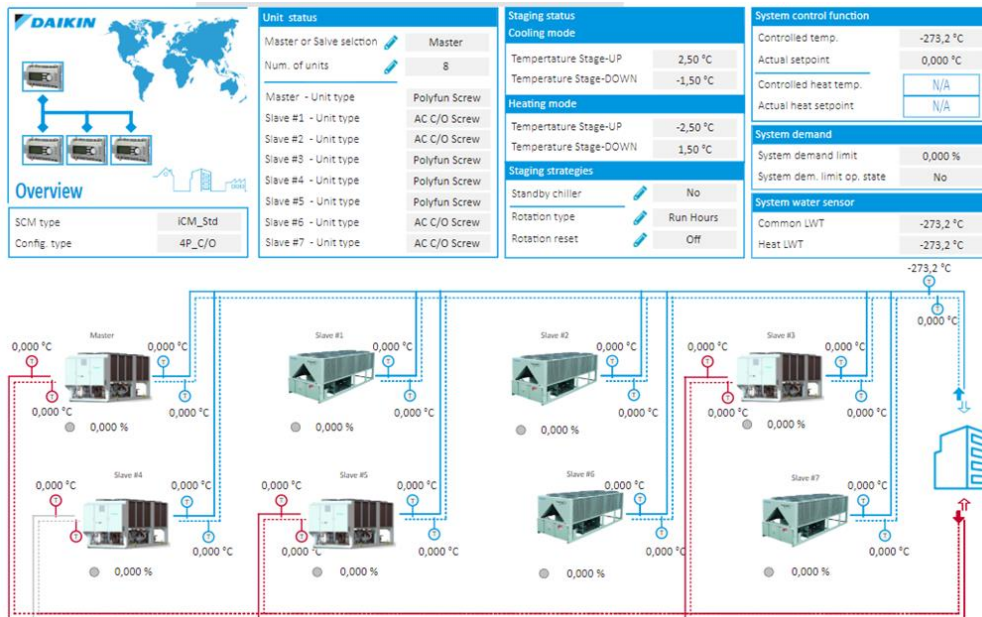 DAIKIN
Overview
SCM type iCM_Std
Config. type 4P_C/O
Unit status
Master or Salve selction Master
Num. of units 8
Master - Unit type Polyfun Screw
Slave #1 - Unit type AC C/O Screw
Slave #2 - Unit type AC C/O Screw
Slave #3 - Unit type Polyfun Screw
Slave #4 - Unit type Polyfun Screw
Slave #5 - Unit type Polyfun Screw
Slave #6 - Unit type AC C/O Screw
Slave #7 - Unit type AC C/O Screw
Staging status
Cooling mode
Tempertature Stage-UP 2,50 °C
Temperature Stage-DOWN -1,50 °C
Heating mode
Tempertature Stage-UP -2,50 °C
Temperature Stage-DOWN 1,50 °C
Staging strategies
Standby chiller No
Rotation type Run Hours
Rotation reset Off
System control function
Controlled temp. -273,2 °C
Actual setpoint 0,000 °C
Controlled heat temp. N/A
Actual heat setpoint N/A
System demand
System demand limit 0,000 %
System dem. limit op. state No
System water sensor
Common LWT -273,2 °C
Heat LWT -273,2 °C
-273,2 °C
T
T
0,000 °C
Master
0,000 °C 0,000 °C
T T
T T
0,000 °C 0,000 °C
0,000 %
Slave #1
0,000 °C
T
T
0,000 °C
0,000 %
Slave #2
0,000 °C
T
T
0,000 °C
0,000 %
Slave #3
0,000 °C 0,000 °C
T T
T T
0,000 °C 0,000 °C
0,000 %
Slave #4
0,000 °C 0,000 °C
T T
T T
0,000 °C
0,000 %
Slave #5
0,000 °C 0,000 °C
T T
T T
0,000 °C 0,000 °C
0,000 %
Slave #6
0,000 °C
T
T
0,000 °C
0,000 %
Slave #7
0,000 °C
T
T
0,000 °C
0,000 %